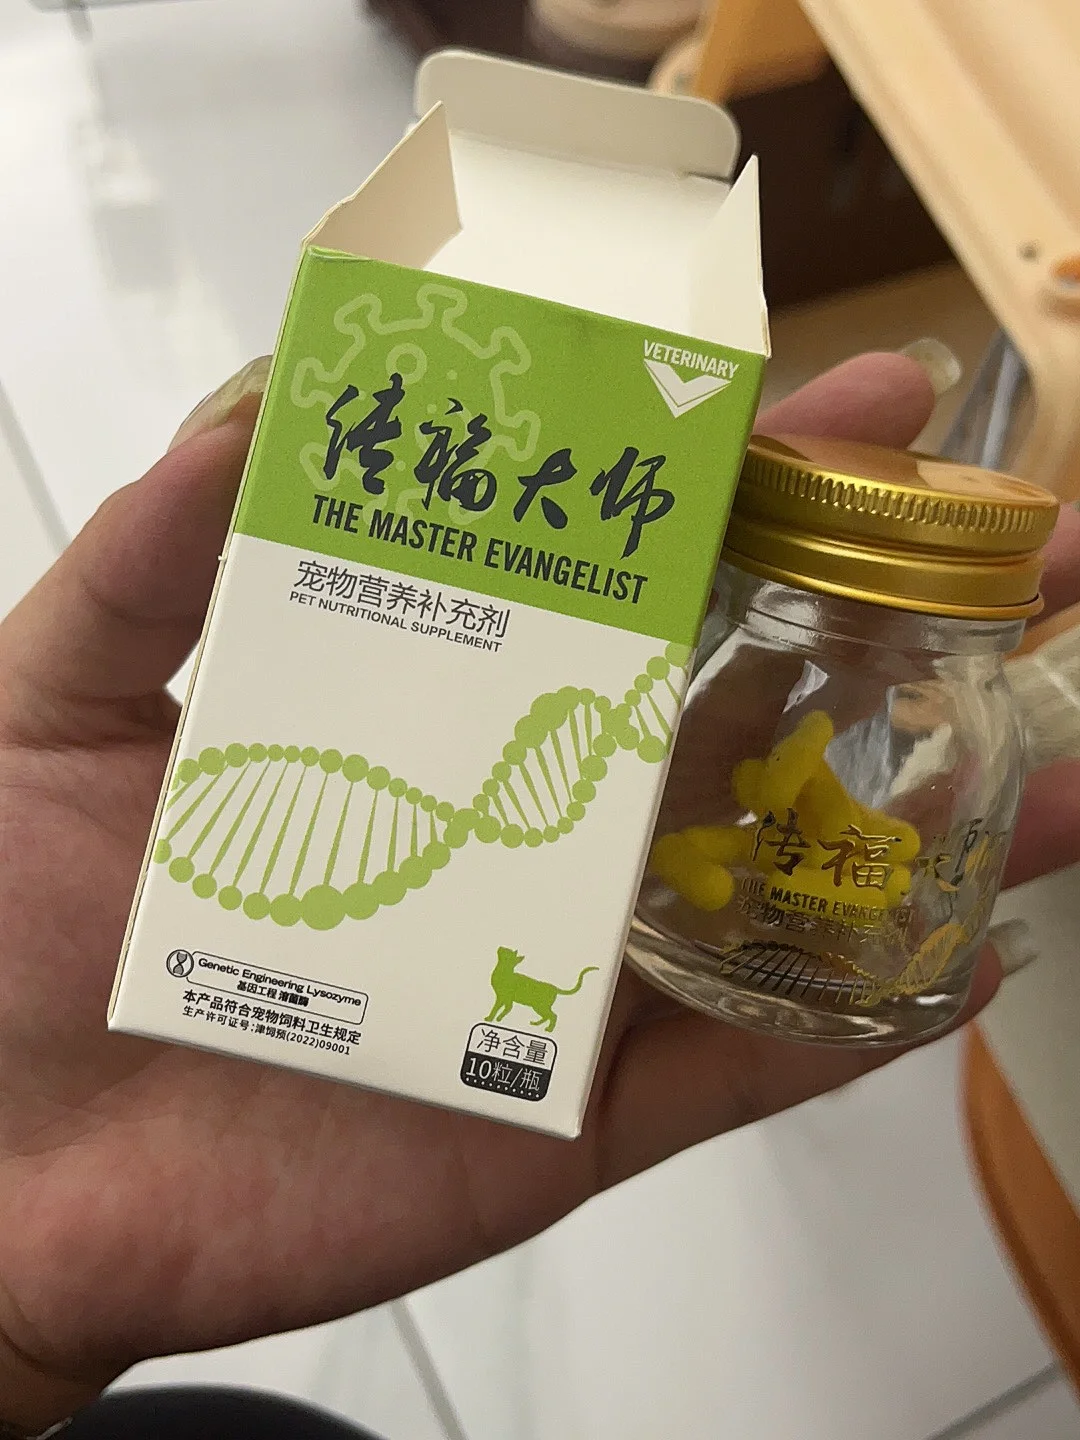 VETERINARY
传福大师
THE MASTER EVANGELIST
宠物营养补充剂
PET NUTRITIONAL SUPPLEMENT
Genetic Engineering Lysozyme
基因工程 溶菌酶
本产品符合宠物饲料卫生规定
生产许可证号:津饲预(2022)09001
净含量
10粒/瓶
传福大师
THE MASTER EVANGELIST
宠物营养补充剂